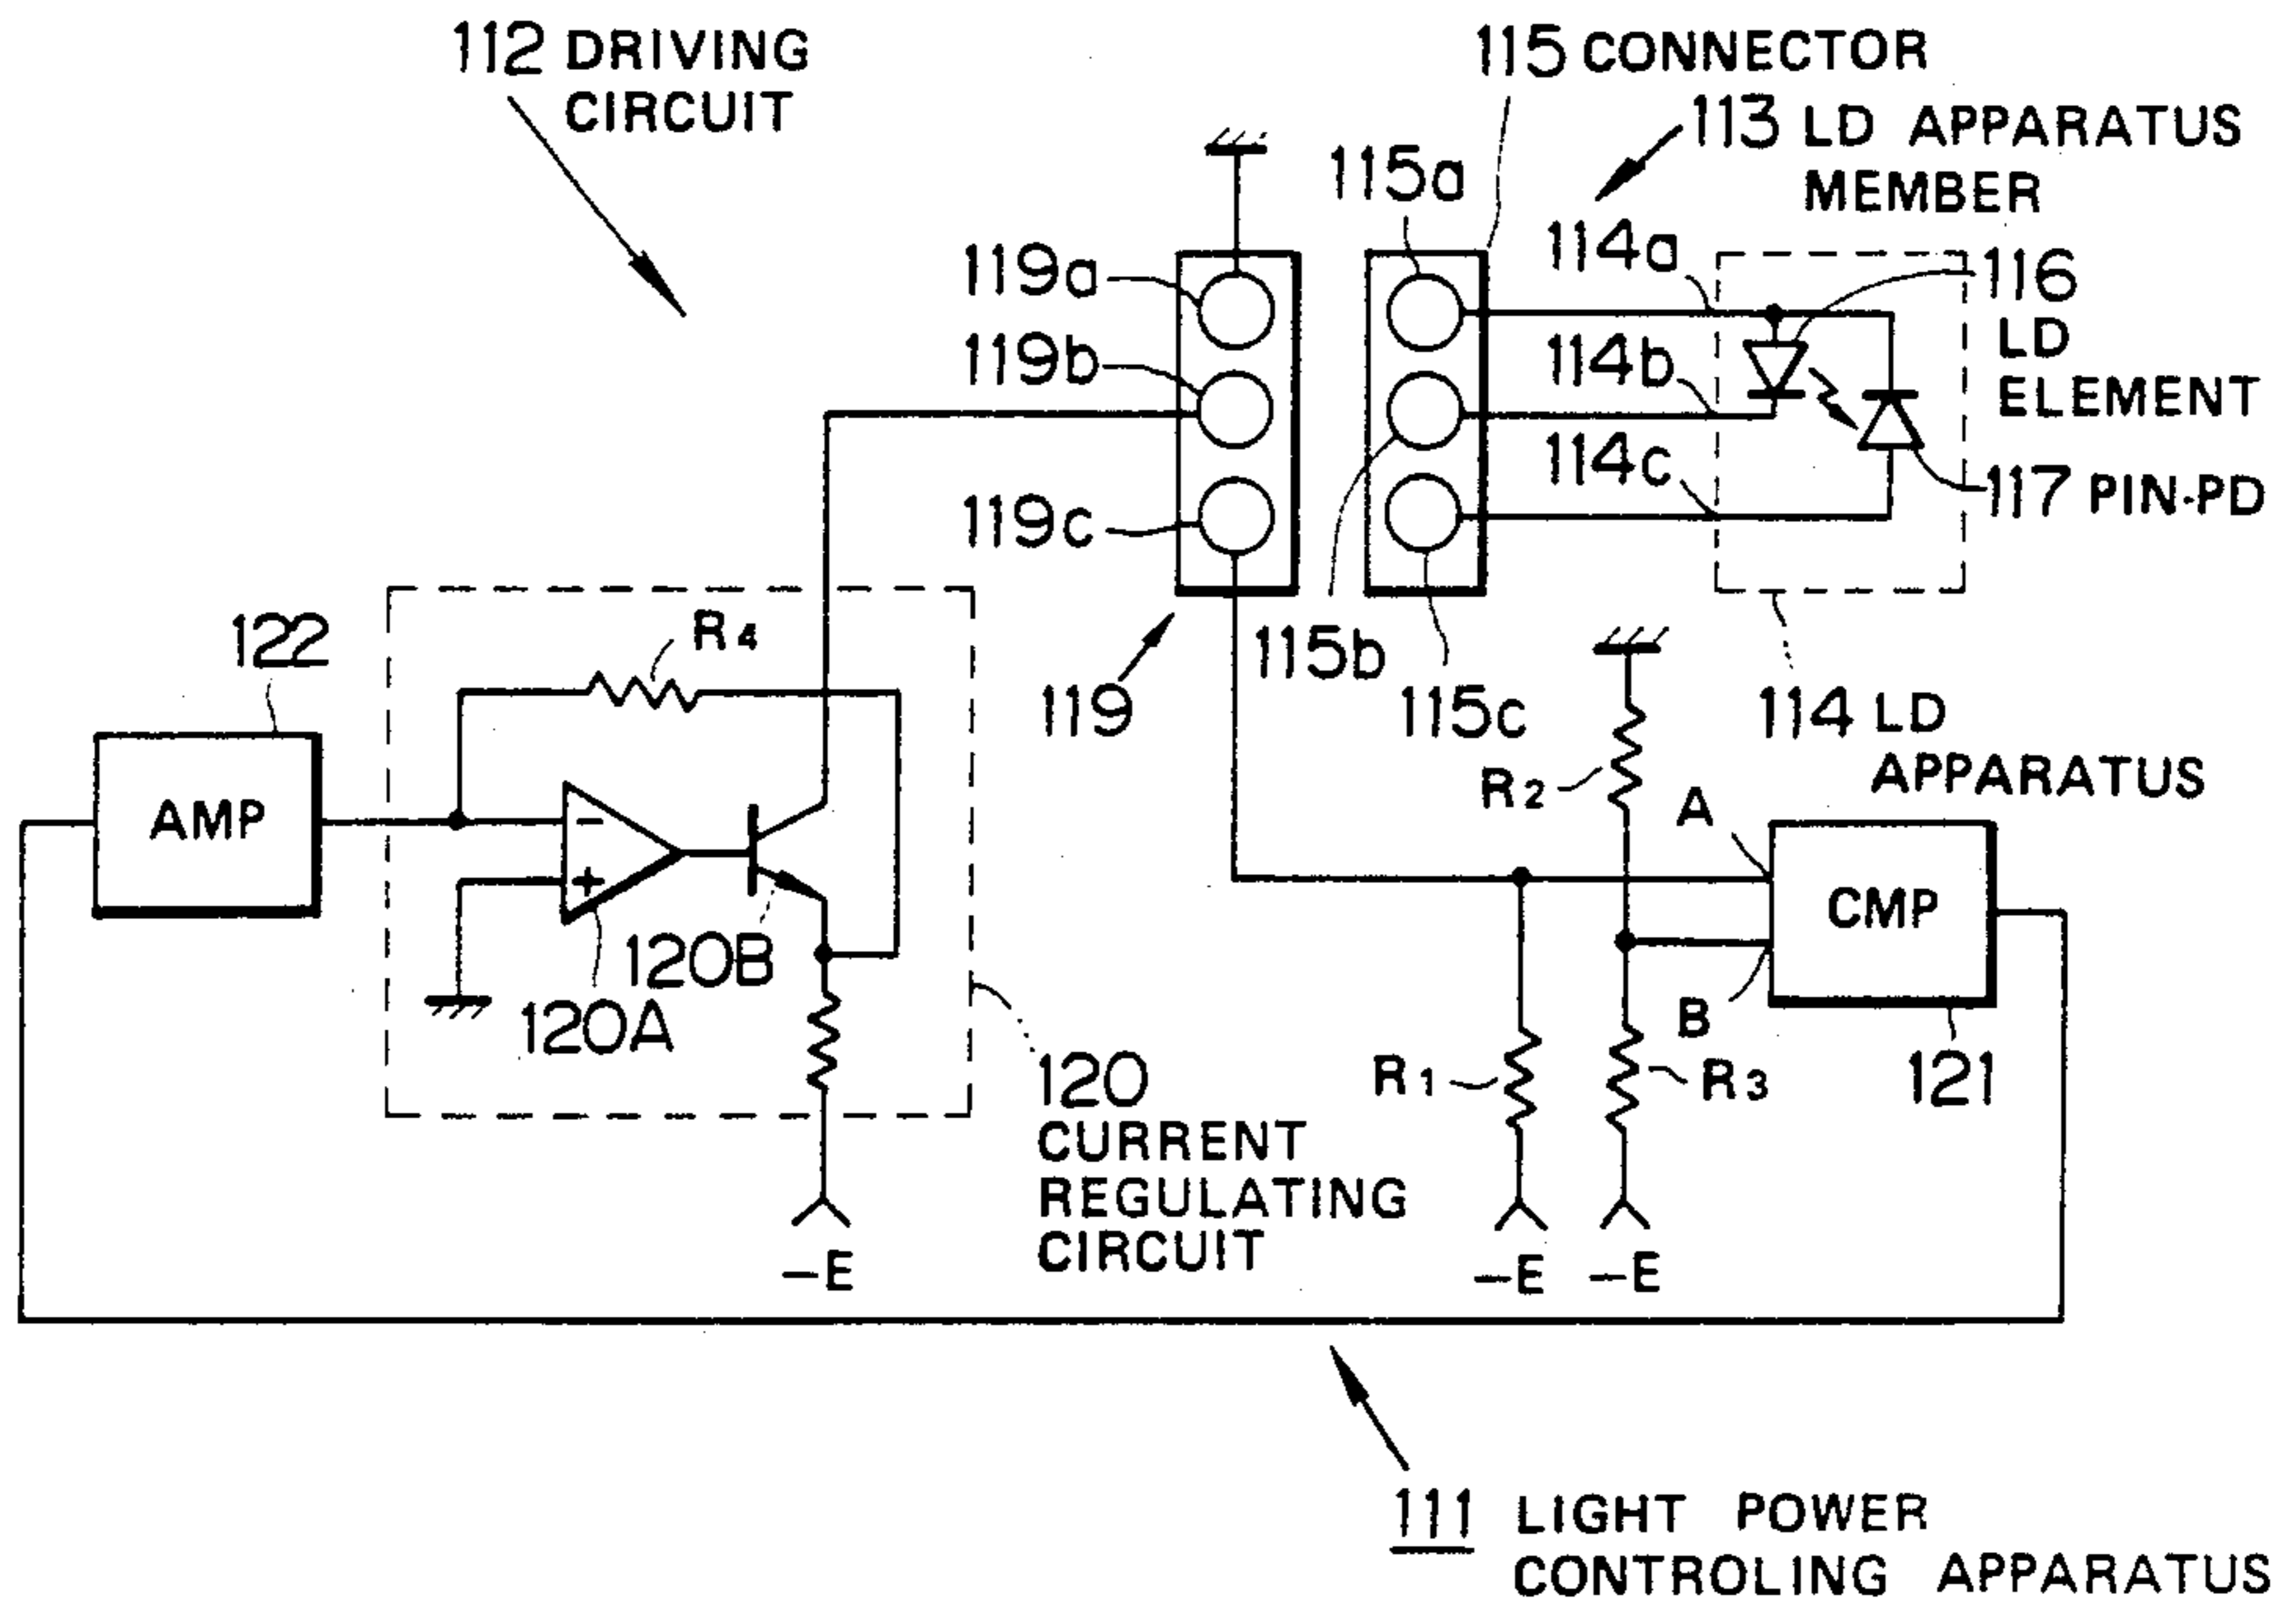 112 DRIVING
CIRCUIT
115 CONNECTOR
113 LD APPARATUS
MEMBER
115a
114a
116
LD
ELEMENT
119a
119b
114b
119c
114c
117 PIN-PD
122
R4
115b
119
115c
114 LD
APPARATUS
R2
A
AMP
-
+
CMP
120B
120A
B
R1
R3
121
120
CURRENT
REGULATING
CIRCUIT
-E
-E
-E
111 LIGHT POWER
CONTROLING APPARATUS